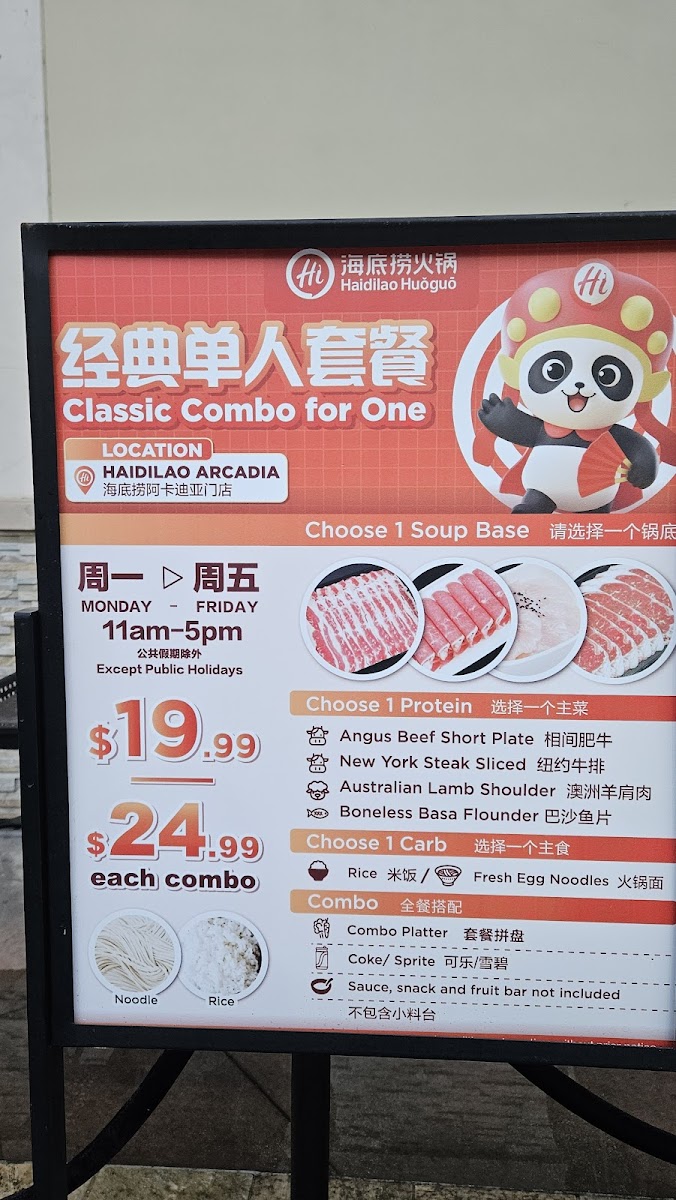 Hi 海底捞火锅
Haidilao Huǒguō
Hi
经典单人套餐
Classic Combo for One
LOCATION
Hi HAIDILAO ARCADIA
海底捞阿卡迪亚门店
Choose 1 Soup Base 请选择一个锅底
周一 ▷ 周五
MONDAY - FRIDAY
11am-5pm
公共假期除外
Except Public Holidays
$19.99
$24.99
each combo
Noodle
Rice
Choose 1 Protein 选择一个主菜
Angus Beef Short Plate 相间肥牛
New York Steak Sliced 纽约牛排
Australian Lamb Shoulder 澳洲羊肩肉
Boneless Basa Flounder 巴沙鱼片
Choose 1 Carb 选择一个主食
Rice 米饭 / Fresh Egg Noodles 火锅面
Combo 全餐搭配
Combo Platter 套餐拼盘
Coke/ Sprite 可乐/雪碧
Sauce, snack and fruit bar not included
不包含小料台
without prior notice